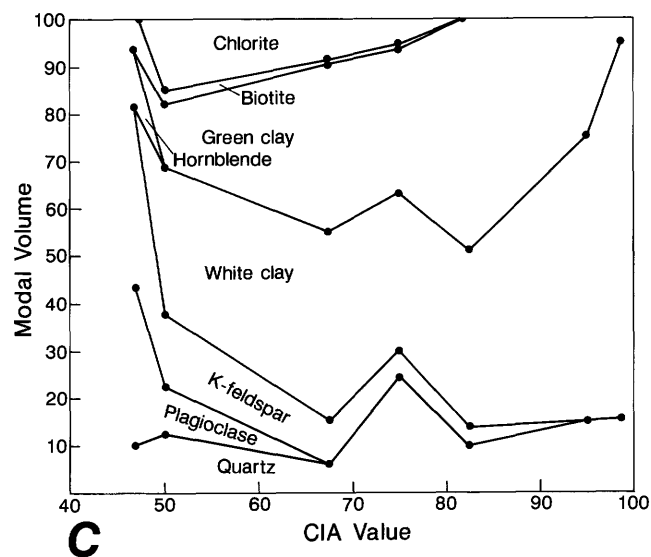 100
90
80
70
60
50
40
30
20
10
Modal Volume
Chlorite
Biotite
Green clay
Hornblende
White clay
K-feldspar
Plagioclase
Quartz
40 50 60 70 80 90 100
CIA Value
C